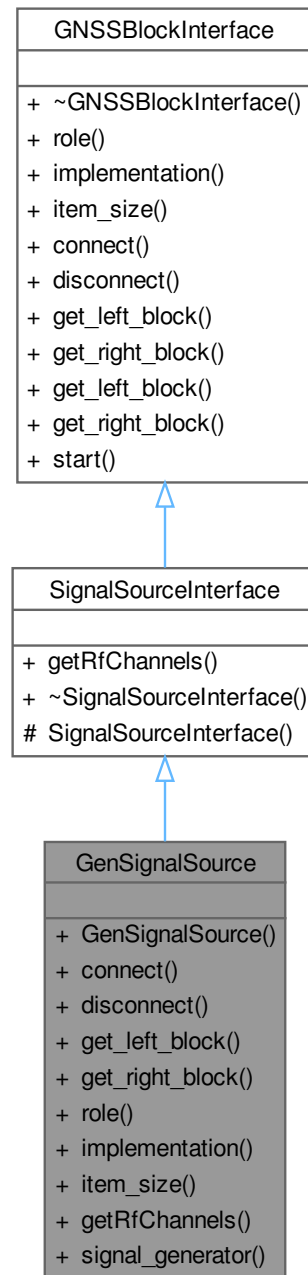 GNSSBlockInterface
+ ~GNSSBlockInterface()
+ role()
+ implementation()
+ item_size()
+ connect()
+ disconnect()
+ get_left_block()
+ get_right_block()
+ get_left_block()
+ get_right_block()
+ start()
SignalSourceInterface
+ getRfChannels()
+ ~SignalSourceInterface()
# SignalSourceInterface()
GenSignalSource
+ GenSignalSource()
+ connect()
+ disconnect()
+ get_left_block()
+ get_right_block()
+ role()
+ implementation()
+ item_size()
+ getRfChannels()
+ signal_generator()